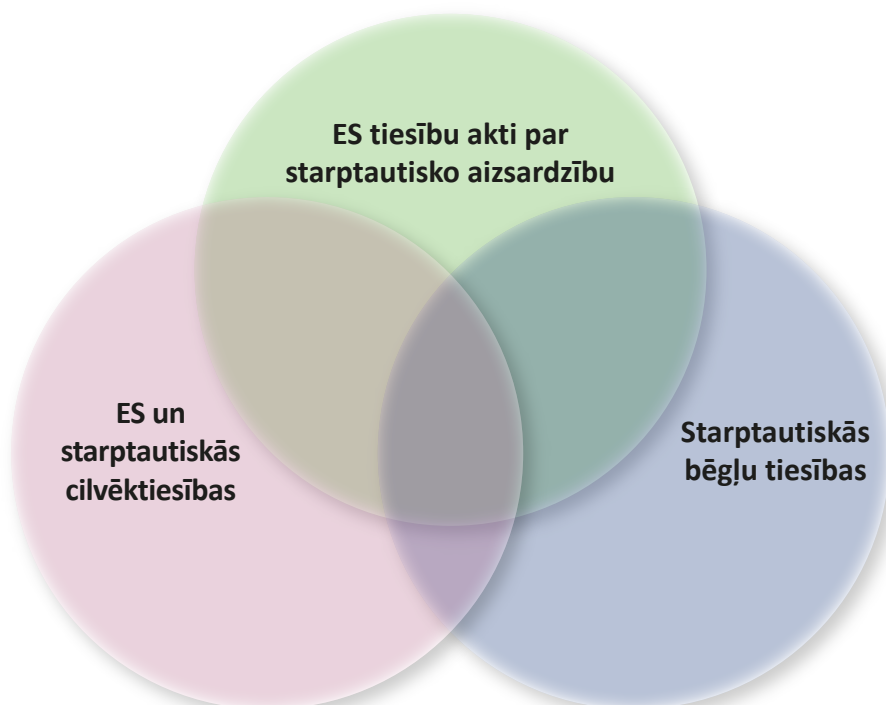 ES tiesību akti par
starptautisko aizsardzību
ES un
starptautiskās
cilvēktiesības
Starptautiskās
bēgļu tiesības